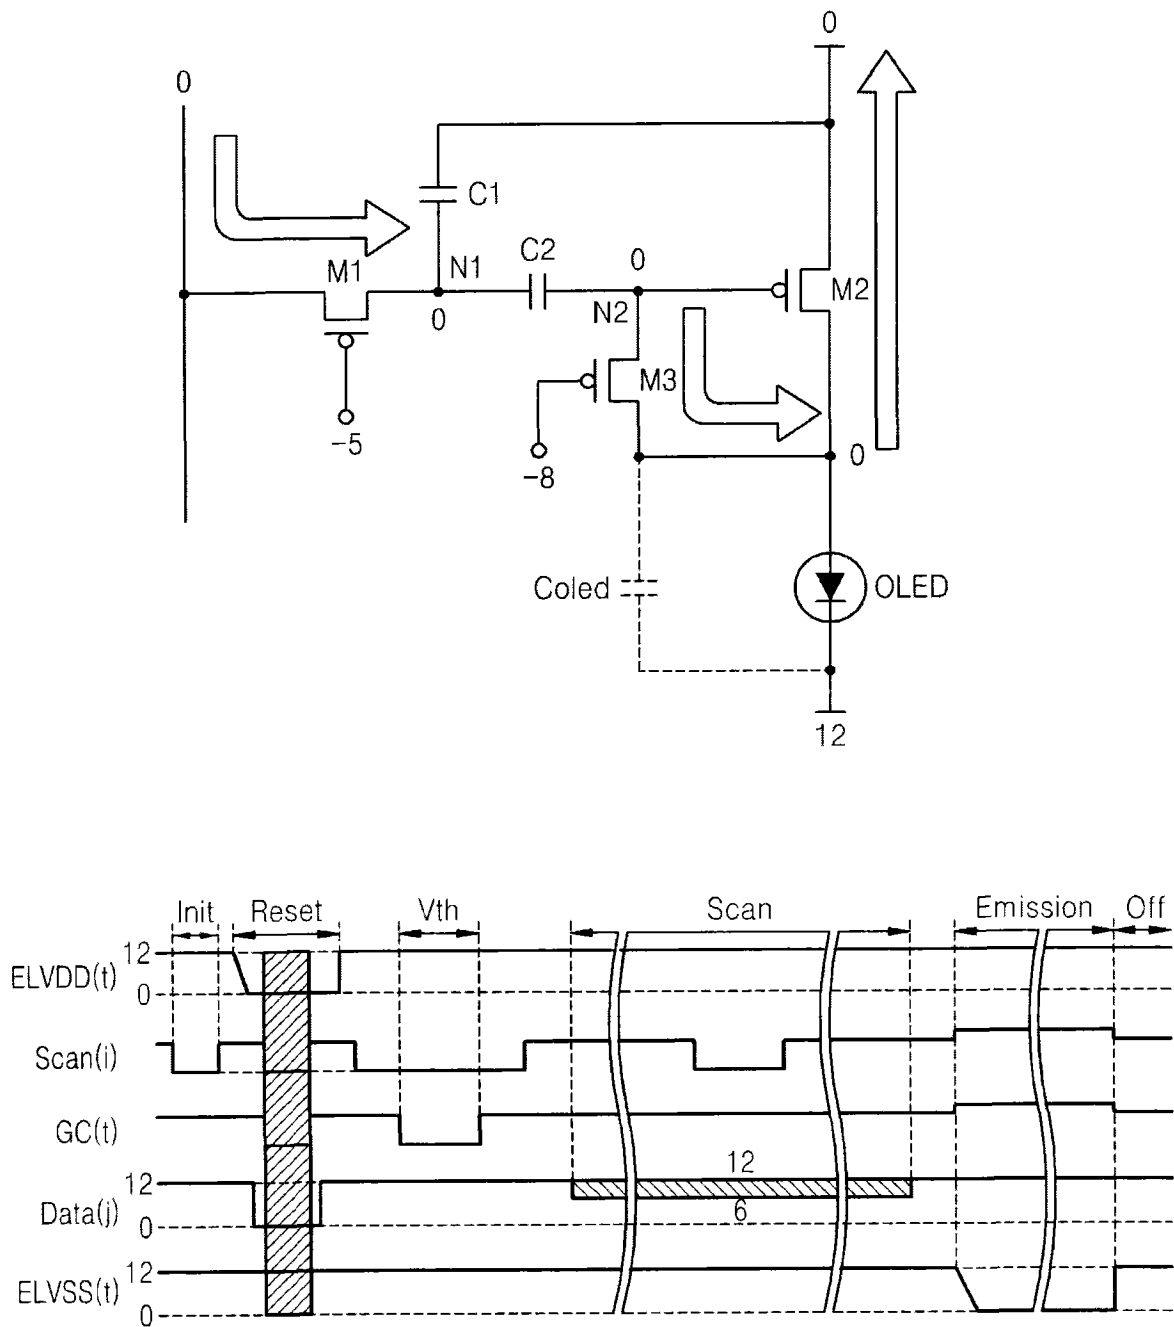 0
0
C1
M1
N1
C2
0
M2
0
N2
M3
-5
-8
0
Coled
OLED
12
Init
Reset
Vth
Scan
Emission
Off
ELVDD(t)
12
0
Scan(i)
GC(t)
Data(j)
12
0
12
6
ELVSS(t)
12
0